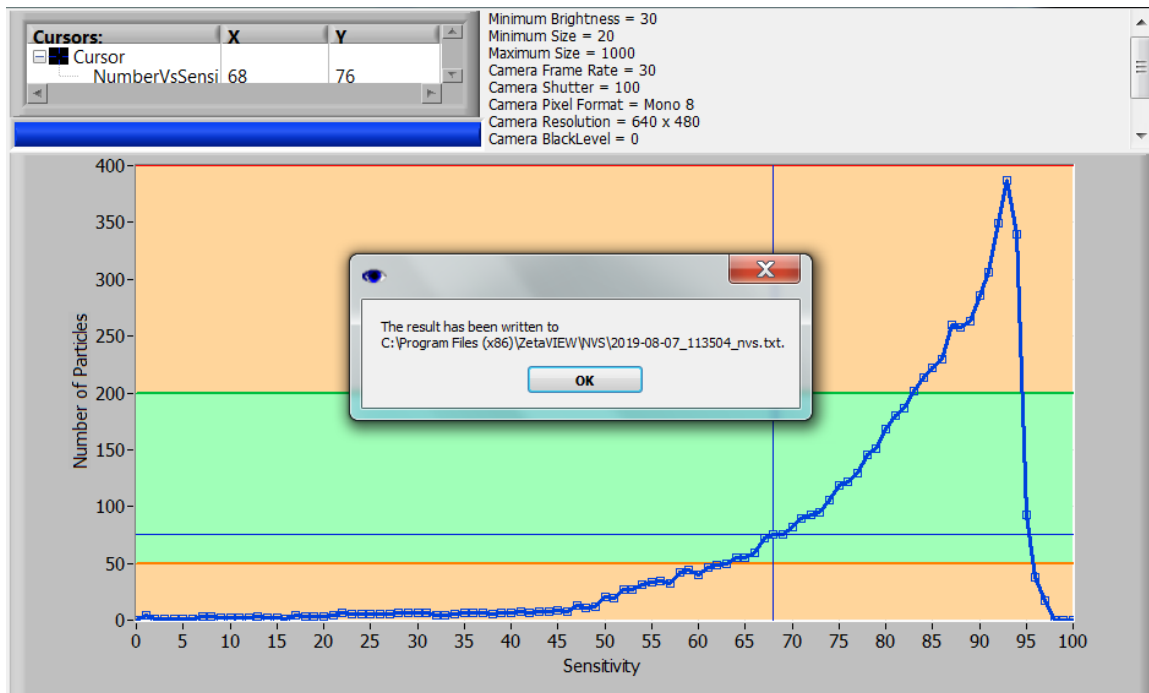 Cursors: X Y
Cursor
NumberVsSensi 68 76
Minimum Brightness = 30
Minimum Size = 20
Maximum Size = 1000
Camera Frame Rate = 30
Camera Shutter = 100
Camera Pixel Format = Mono 8
Camera Resolution = 640 x 480
Camera BlackLevel = 0
Number of Particles
400
350
300
250
200
150
100
50
0
The result has been written to
C:\Program Files (x86)\ZetaVIEW\NVS\2019-08-07_113504_nvs.txt.
OK
0 5 10 15 20 25 30 35 40 45 50 55 60 65 70 75 80 85 90 95 100
Sensitivity